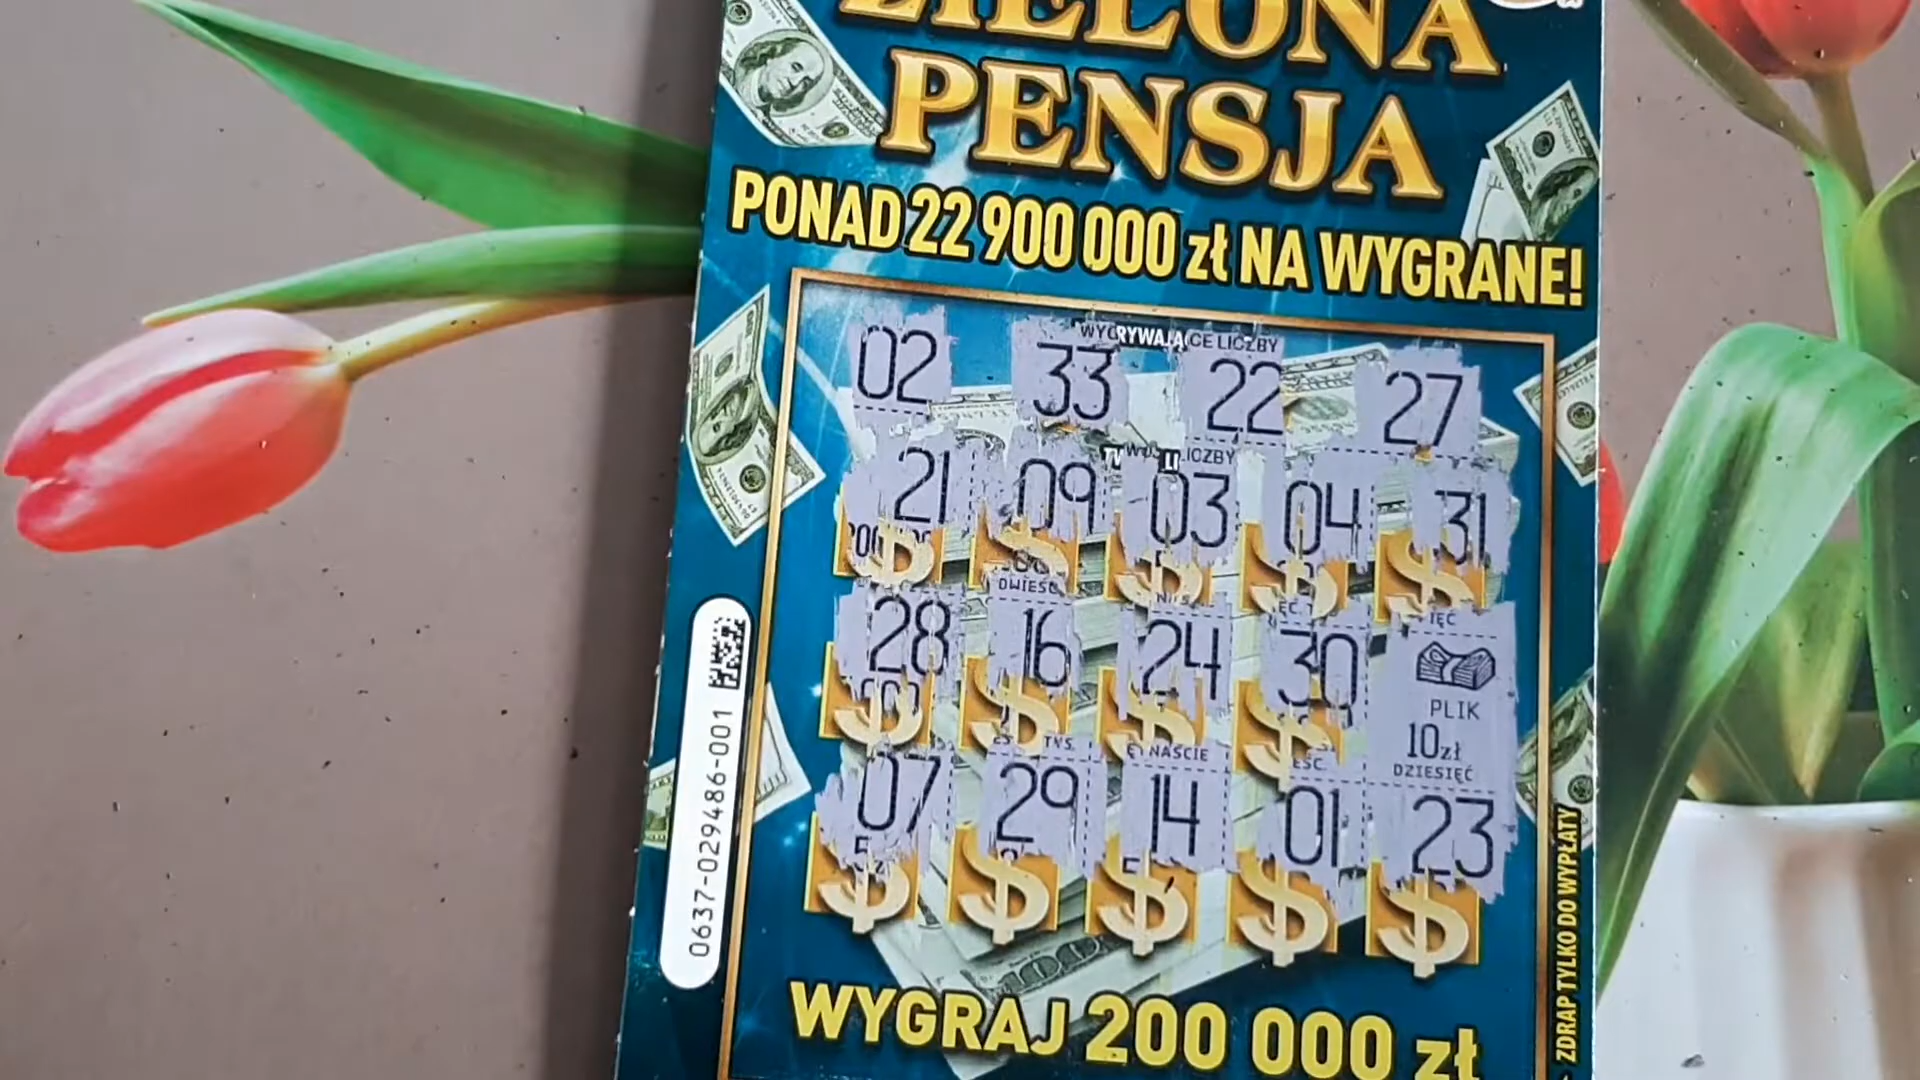 ZIELONA
PENSJA
PONAD 22 900 000 zł NA WYGRANE!
02 33 22 27
LICZBY
21 09 03 04 31
28 16 24 30
PLIK
10zł
DZIESIĘĆ
07 29 14 01 23
WYGRAJ 200 000 zł
0637-029486-001
ZDRAP TYLKO DO WYPŁATY